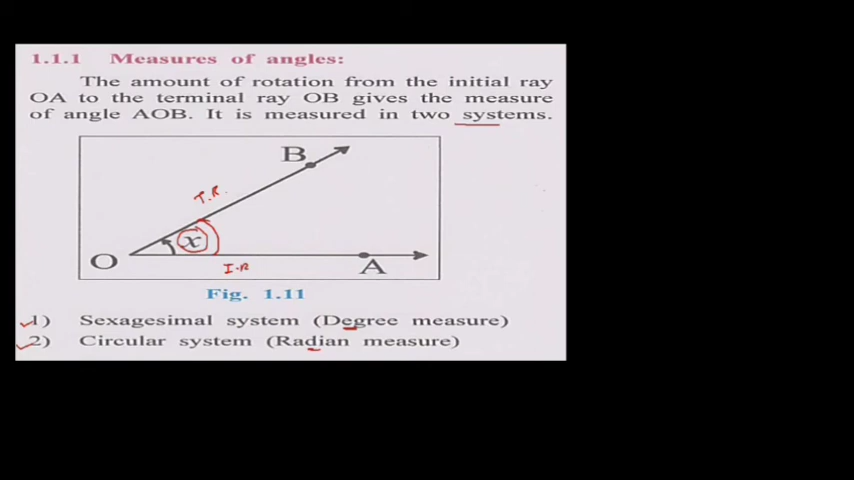 1.1.1 Measures of angles:
The amount of rotation from the initial ray
OA to the terminal ray OB gives the measure
of angle AOB. It is measured in two systems.
B
T.R.
x
O
I.R
A
Fig. 1.11
1) Sexagesimal system (Degree measure)
2) Circular system (Radian measure)